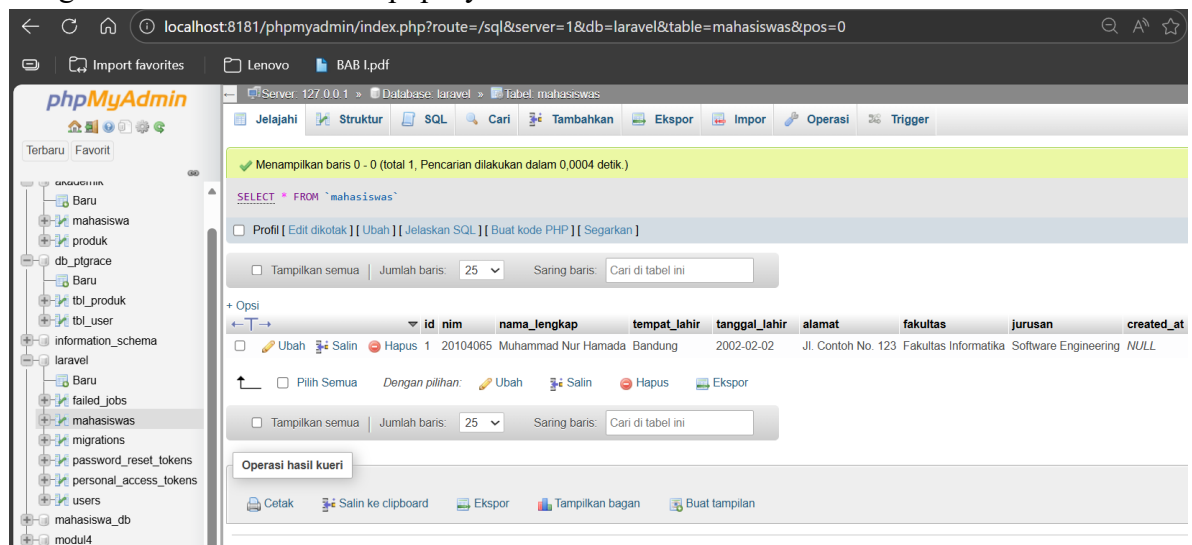 localhost:8181/phpmyadmin/index.php?route=/sql&server=1&db=laravel&table=mahasiswas&pos=0
Import favorites Lenovo BAB I.pdf
phpMyAdmin
Terbaru Favorit
akademik
Baru
mahasiswa
produk
db_ptgrace
Baru
tbl_produk
tbl_user
information_schema
laravel
Baru
failed_jobs
mahasiswas
migrations
password_reset_tokens
personal_access_tokens
users
mahasiswa_db
modul4
Server: 127.0.0.1 » Database: laravel » Tabel: mahasiswas
Jelajahi Struktur SQL Cari Tambahkan Ekspor Impor Operasi Trigger
Menampilkan baris 0 - 0 (total 1, Pencarian dilakukan dalam 0,0004 detik.)
SELECT * FROM `mahasiswas`
Profil [ Edit dikotak ] [ Ubah ] [ Jelaskan SQL ] [ Buat kode PHP ] [ Segarkan ]
Tampilkan semua | Jumlah baris: 25 Saring baris: Cari di tabel ini
+ Opsi
←T→ id nim nama_lengkap tempat_lahir tanggal_lahir alamat fakultas jurusan created_at
Ubah Salin Hapus 1 20104065 Muhammad Nur Hamada Bandung 2002-02-02 Jl. Contoh No. 123 Fakultas Informatika Software Engineering NULL
Pilih Semua Dengan pilihan: Ubah Salin Hapus Ekspor
Tampilkan semua | Jumlah baris: 25 Saring baris: Cari di tabel ini
Operasi hasil kueri
Cetak Salin ke clipboard Ekspor Tampilkan bagan Buat tampilan